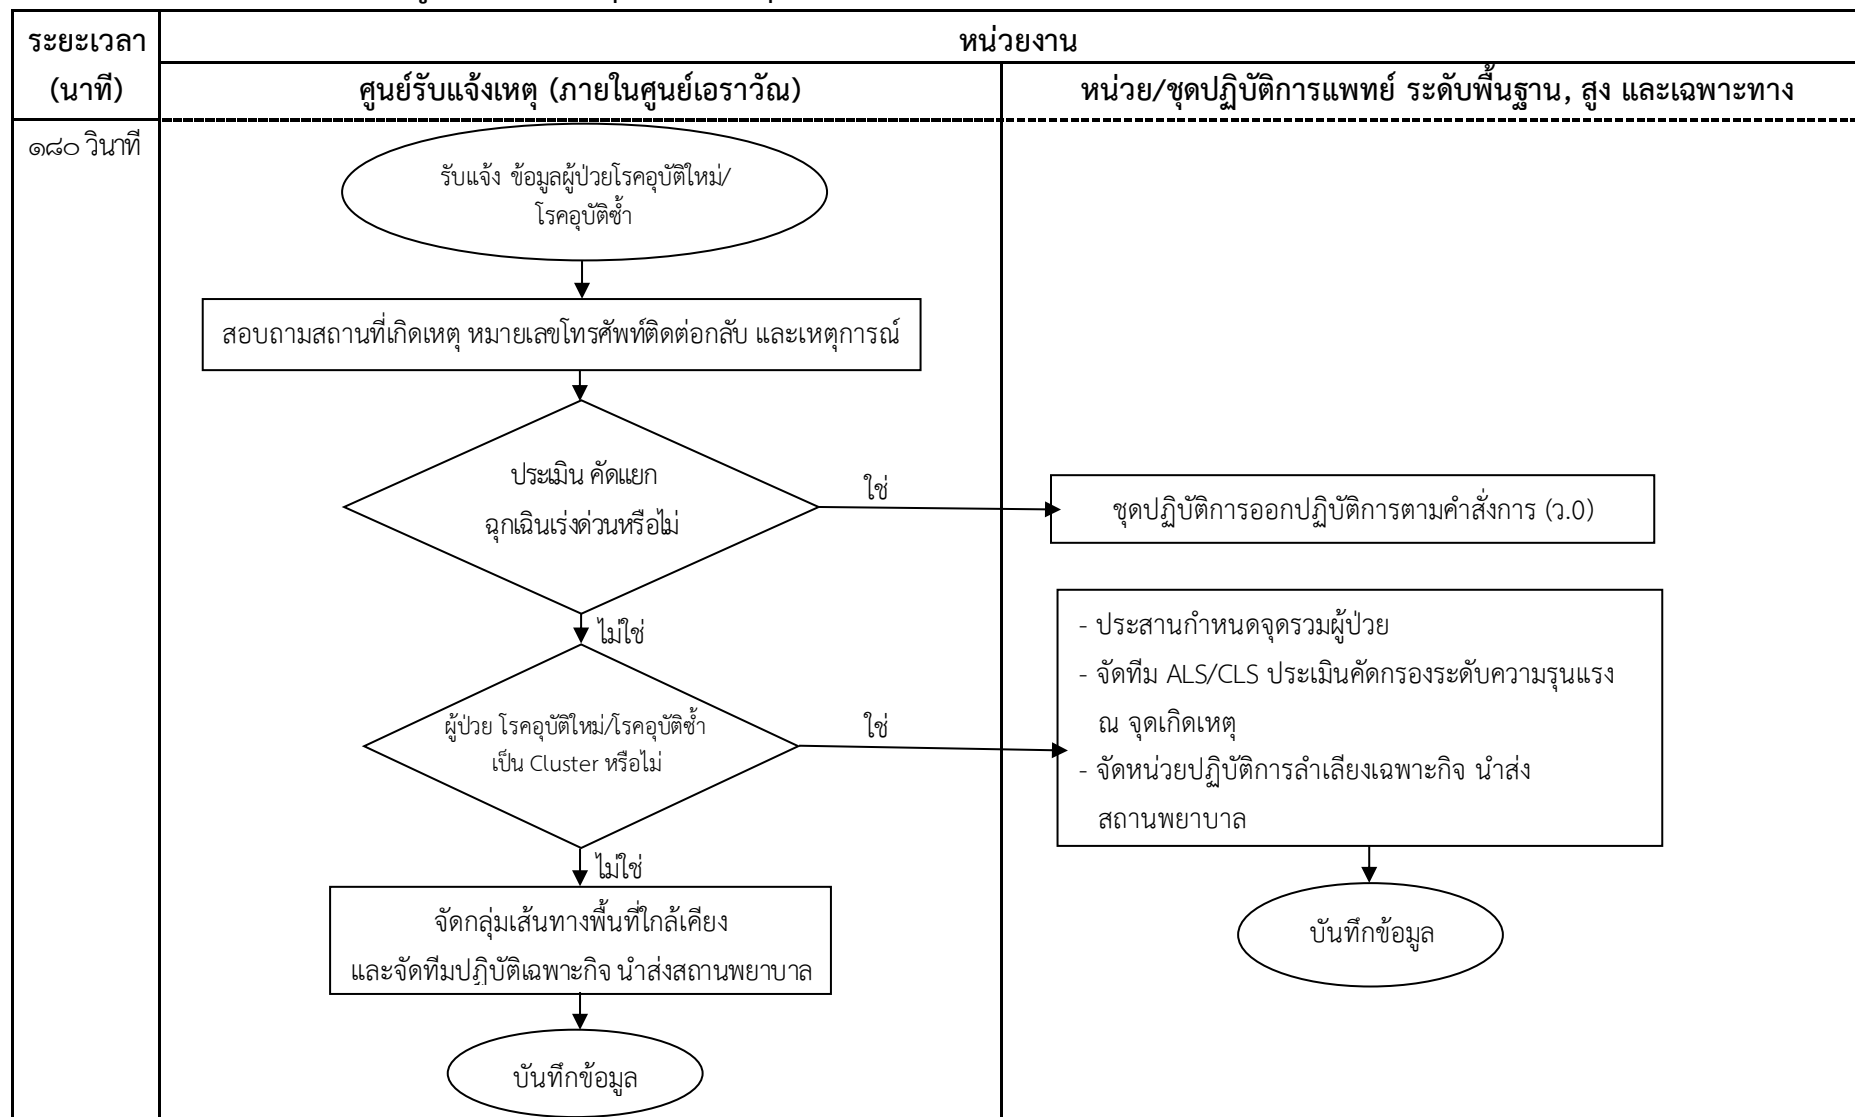 ระยะเวลา
(นาที)
หน่วยงาน
ศูนย์รับแจ้งเหตุ (ภายในศูนย์เอราวัณ)
หน่วย/ชุดปฏิบัติการแพทย์ ระดับพื้นฐาน, สูง และเฉพาะทาง
๑๘๐ วินาที
รับแจ้ง ข้อมูลผู้ป่วยโรคอุบัติใหม่/
โรคอุบัติซ้ำ
สอบถามสถานที่เกิดเหตุ หมายเลขโทรศัพท์ติดต่อกลับ และเหตุการณ์
ประเมิน คัดแยก
ฉุกเฉินเร่งด่วนหรือไม่
ใช่
ชุดปฏิบัติการออกปฏิบัติการตามคำสั่งการ (ว.0)
ไม่ใช่
ผู้ป่วย โรคอุบัติใหม่/โรคอุบัติซ้ำ
เป็น Cluster หรือไม่
ใช่
- ประสานกำหนดจุดรวมผู้ป่วย
- จัดทีม ALS/CLS ประเมินคัดกรองระดับความรุนแรง
ณ จุดเกิดเหตุ
- จัดหน่วยปฏิบัติการลำเลียงเฉพาะกิจ นำส่ง
สถานพยาบาล
ไม่ใช่
จัดกลุ่มเส้นทางพื้นที่ใกล้เคียง
และจัดทีมปฏิบัติเฉพาะกิจ นำส่งสถานพยาบาล
บันทึกข้อมูล
บันทึกข้อมูล